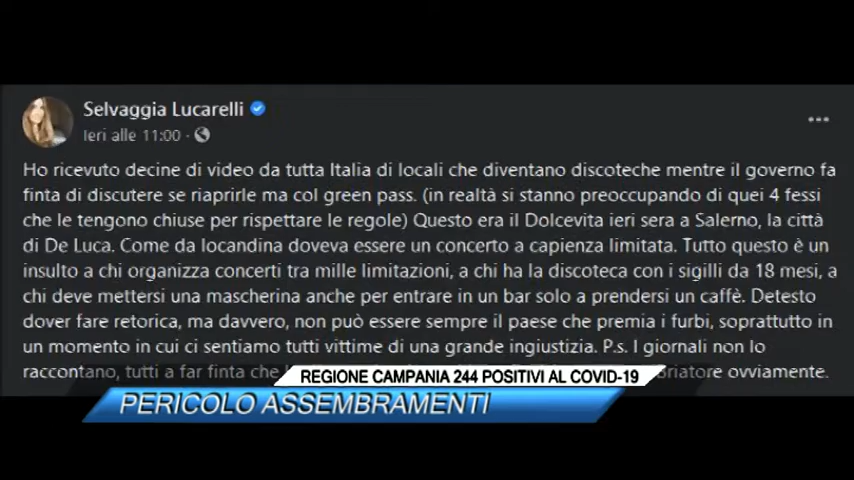 Selvaggia Lucarelli
Ieri alle 11:00 ·
Ho ricevuto decine di video da tutta Italia di locali che diventano discoteche mentre il governo fa
finta di discutere se riaprirle ma col green pass. (in realtà si stanno preoccupando di quei 4 fessi
che le tengono chiuse per rispettare le regole) Questo era il Dolcevita ieri sera a Salerno, la città
di De Luca. Come da locandina doveva essere un concerto a capienza limitata. Tutto questo è un
insulto a chi organizza concerti tra mille limitazioni, a chi ha la discoteca con i sigilli da 18 mesi, a
chi deve mettersi una mascherina anche per entrare in un bar solo a prendersi un caffè. Detesto
dover fare retorica, ma davvero, non può essere sempre il paese che premia i furbi, soprattutto in
un momento in cui ci sentiamo tutti vittime di una grande ingiustizia. P.s. I giornali non lo
raccontano, tutti a far finta che Briatore ovviamente.
REGIONE CAMPANIA 244 POSITIVI AL COVID-19
PERICOLO ASSEMBRAMENTI